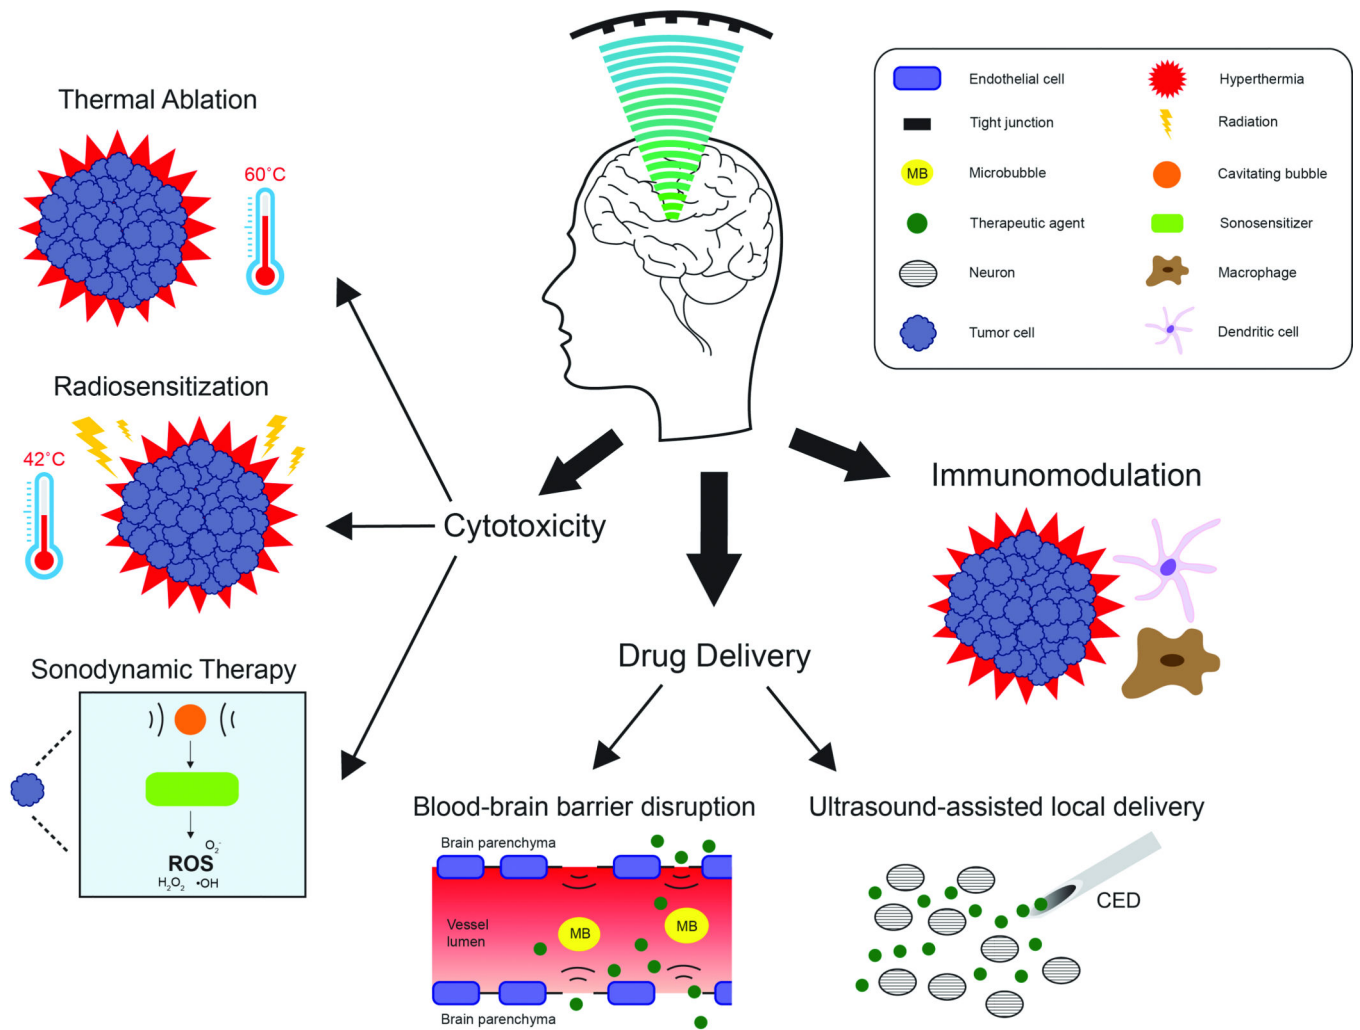 Thermal Ablation
60°C
Endothelial cell
Tight junction
MB
Microbubble
Therapeutic agent
Neuron
Tumor cell
Hyperthermia
Radiation
Cavitating bubble
Sonosensitizer
Macrophage
Dendritic cell
Radiosensitization
42°C
Cytotoxicity
Immunomodulation
Sonodynamic Therapy
ROS
O₂⁻
H₂O₂
•OH
Drug Delivery
Blood-brain barrier disruption
Brain parenchyma
Vessel
lumen
MB
MB
Brain parenchyma
Ultrasound-assisted local delivery
CED